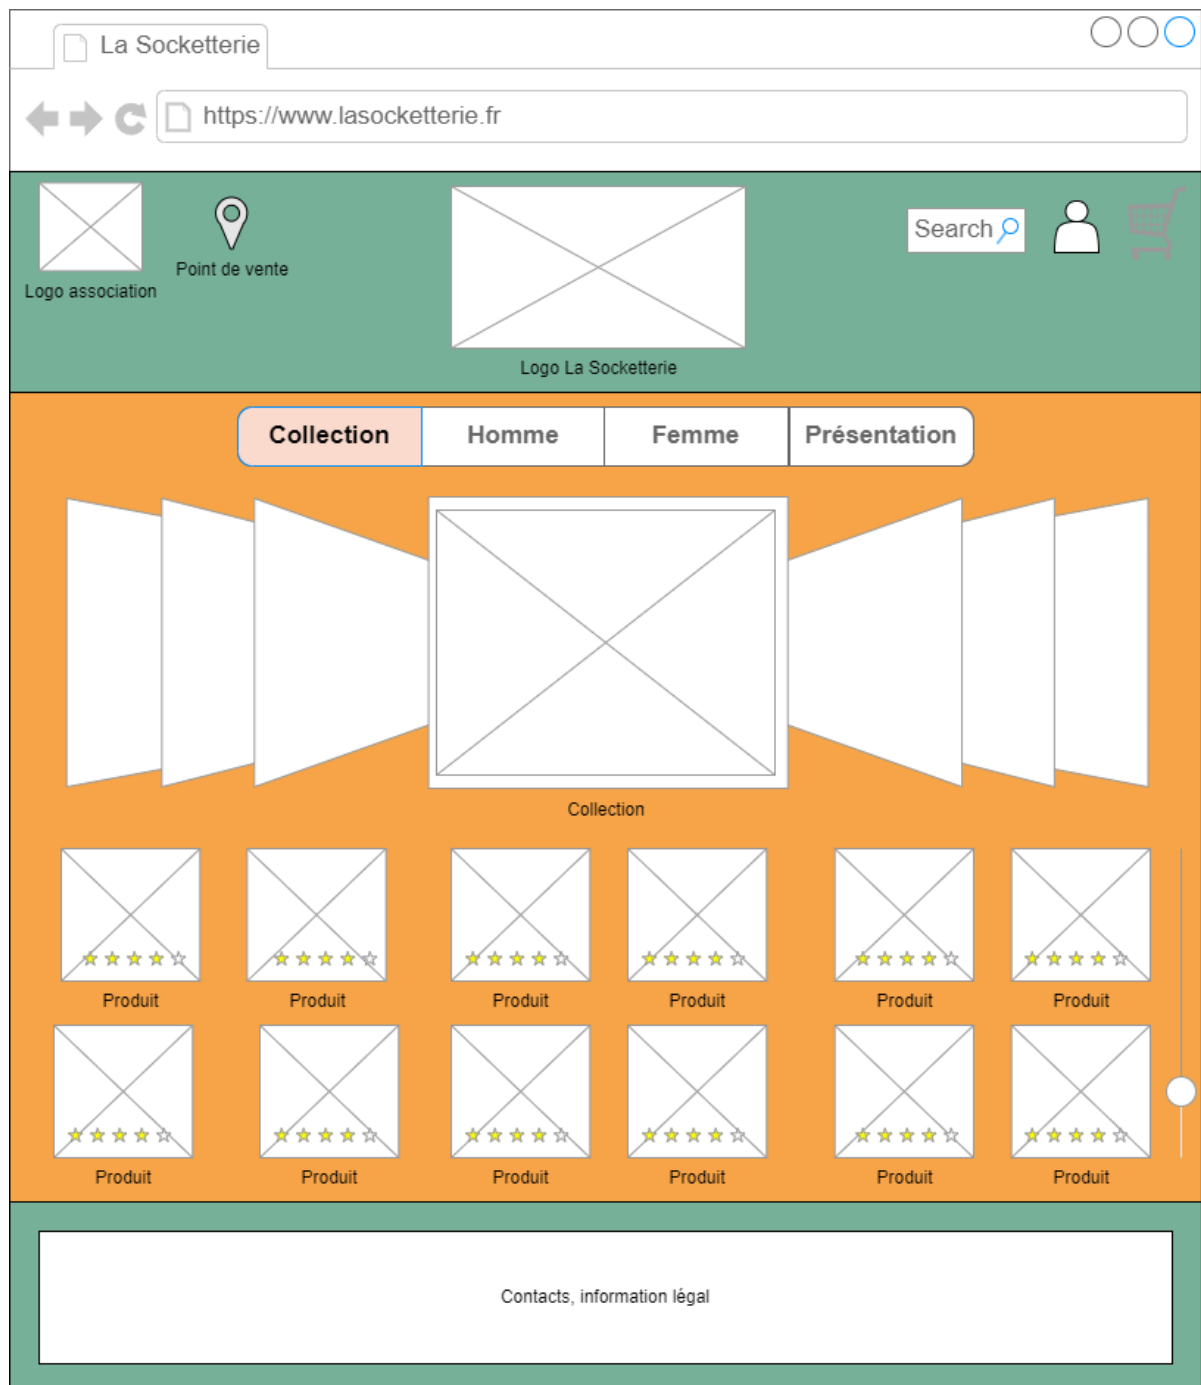 La Socketterie
https://www.lasocketterie.fr
Search
Point de vente
Logo association
Logo La Socketterie
Collection
Homme
Femme
Présentation
Collection
Produit
Produit
Produit
Produit
Produit
Produit
Produit
Produit
Produit
Produit
Produit
Produit
Contacts, information légal